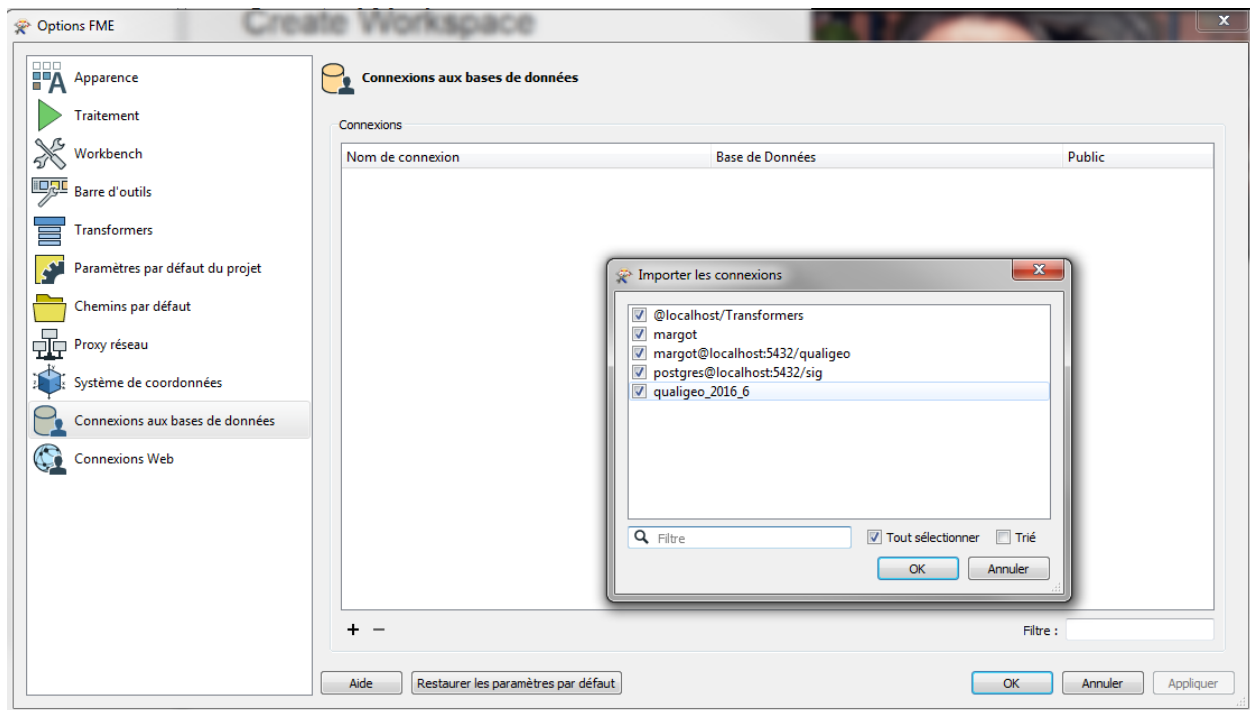 Create Workspace
Options FME
x
Apparence
Traitement
Workbench
Barre d'outils
Transformers
Paramètres par défaut du projet
Chemins par défaut
Proxy réseau
Système de coordonnées
Connexions aux bases de données
Connexions Web
Connexions aux bases de données
Connexions
Nom de connexion Base de Données Public
Importer les connexions
x
@localhost/Transformers
margot
margot@localhost:5432/qualigeo
postgres@localhost:5432/sig
qualigeo_2016_6
Filtre Tout sélectionner Trié
OK Annuler
+ − Filtre :
Aide Restaurer les paramètres par défaut OK Annuler Appliquer